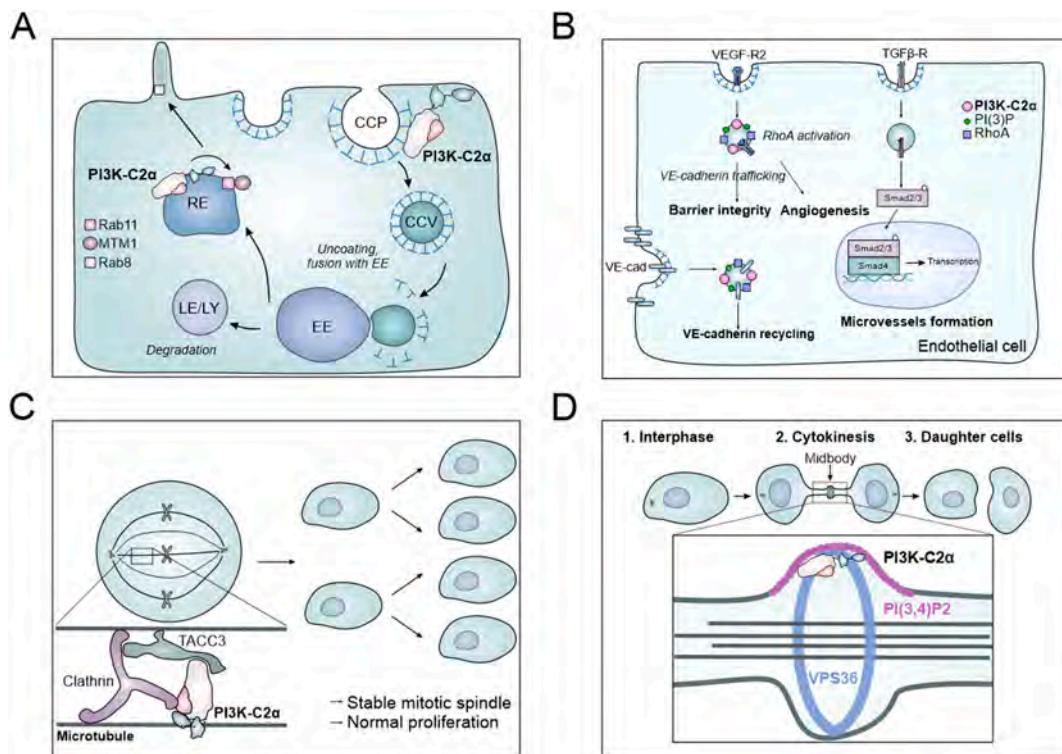 A
CCP
PI3K-C2α
PI3K-C2α
RE
CCV
Rab11
MTM1
Rab8
Uncoating,
fusion with EE
LE/LY
EE
Degradation
B
VEGF-R2
TGFβ-R
PI3K-C2α
PI(3)P
RhoA
RhoA activation
VE-cadherin trafficking
Barrier integrity
Angiogenesis
Smad2/3
VE-cad
Smad2/3
Smad4
Transcription
VE-cadherin recycling
Microvessels formation
Endothelial cell
C
TACC3
Clathrin
PI3K-C2α
Microtubule
→ Stable mitotic spindle
→ Normal proliferation
D
1. Interphase
2. Cytokinesis
3. Daughter cells
Midbody
PI3K-C2α
PI(3,4)P2
VPS36